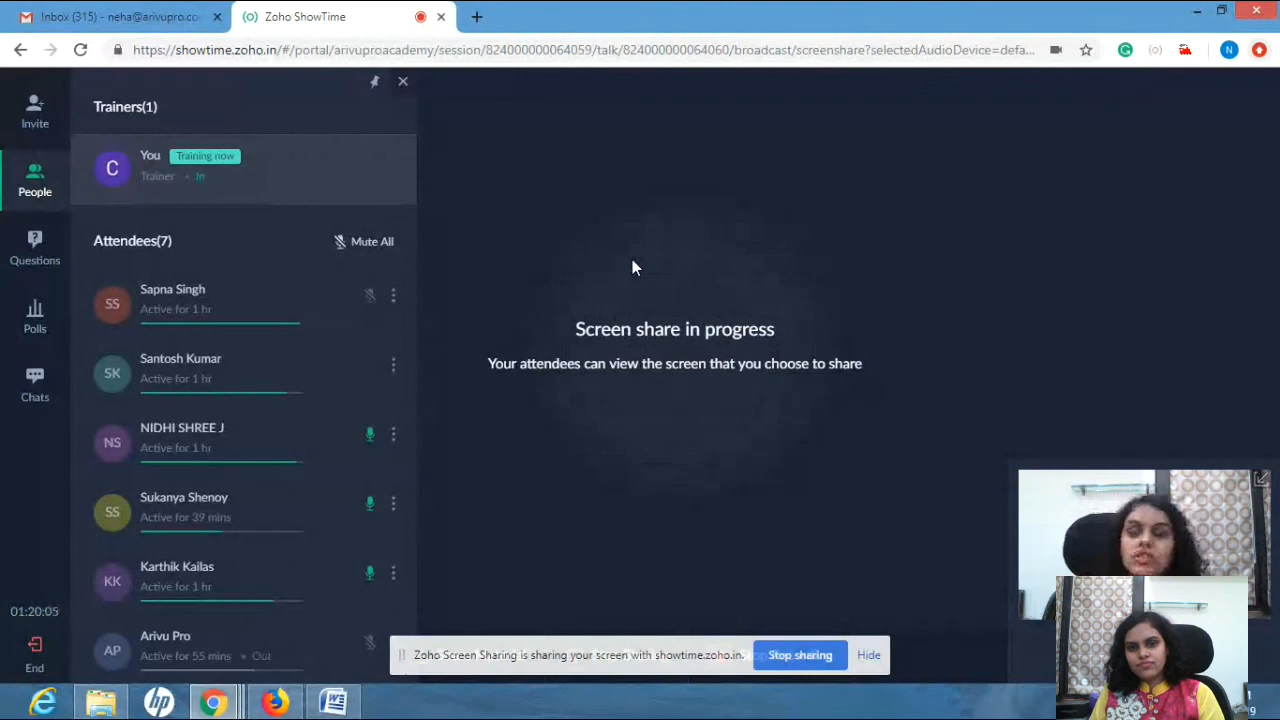 Inbox (315) - neha@arivupro.co
Zoho ShowTime
https://showtime.zoho.in/#/portal/arivuproacademy/session/824000000064059/talk/824000000064060/broadcast/screenshare?selectedAudioDevice=defa...
N
Invite
People
Questions
Polls
Chats
01:20:05
End
Trainers(1)
C
You Training now
Trainer In
Attendees(7)
Mute All
SS
Sapna Singh
Active for 1 hr
SK
Santosh Kumar
Active for 1 hr
NS
NIDHI SHREE J
Active for 1 hr
SS
Sukanya Shenoy
Active for 39 mins
KK
Karthik Kailas
Active for 1 hr
AP
Arivu Pro
Active for 55 mins Out
Screen share in progress
Your attendees can view the screen that you choose to share
Zoho Screen Sharing is sharing your screen with showtime.zoho.in.
Stop sharing
Hide